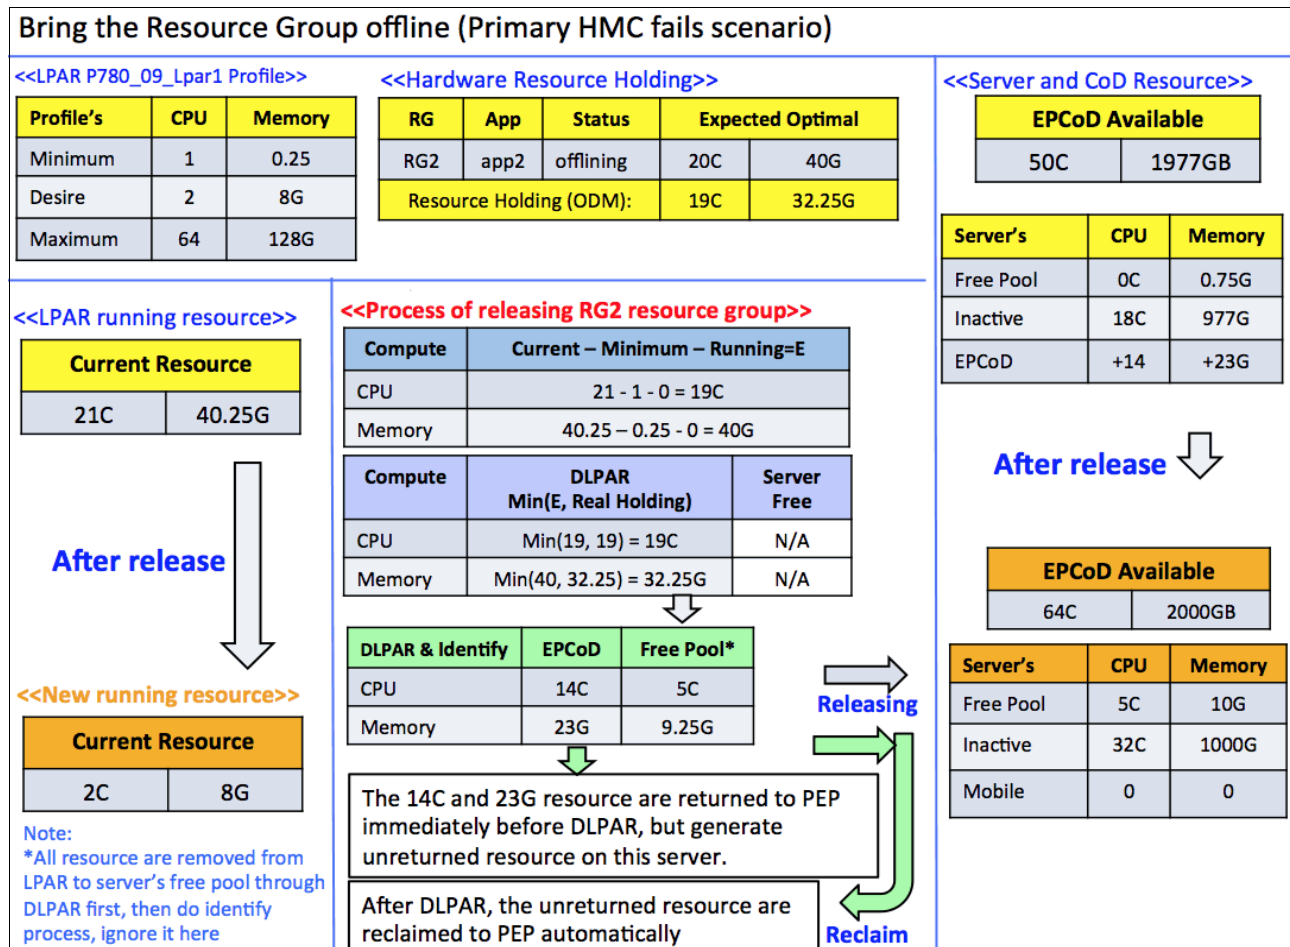 Bring the Resource Group offline (Primary HMC fails scenario)
<<LPAR P780_09_Lpar1 Profile>>
Profile's CPU Memory
Minimum 1 0.25
Desire 2 8G
Maximum 64 128G
<<Hardware Resource Holding>>
RG App Status Expected Optimal
RG2 app2 offlining 20C 40G
Resource Holding (ODM): 19C 32.25G
<<Server and CoD Resource>>
EPCoD Available
50C 1977GB
Server's CPU Memory
Free Pool 0C 0.75G
Inactive 18C 977G
EPCoD +14 +23G
After release
EPCoD Available
64C 2000GB
Server's CPU Memory
Free Pool 5C 10G
Inactive 32C 1000G
Mobile 0 0
<<LPAR running resource>>
Current Resource
21C 40.25G
After release
<<New running resource>>
Current Resource
2C 8G
Note:
*All resource are removed from
LPAR to server's free pool through
DLPAR first, then do identify
process, ignore it here
<<Process of releasing RG2 resource group>>
Compute Current – Minimum – Running=E
CPU 21 - 1 - 0 = 19C
Memory 40.25 – 0.25 - 0 = 40G
Compute DLPAR Server
Min(E, Real Holding) Free
CPU Min(19, 19) = 19C N/A
Memory Min(40, 32.25) = 32.25G N/A
DLPAR & Identify EPCoD Free Pool*
CPU 14C 5C
Memory 23G 9.25G
Releasing
The 14C and 23G resource are returned to PEP
immediately before DLPAR, but generate
unreturned resource on this server.
After DLPAR, the unreturned resource are
reclaimed to PEP automatically
Reclaim